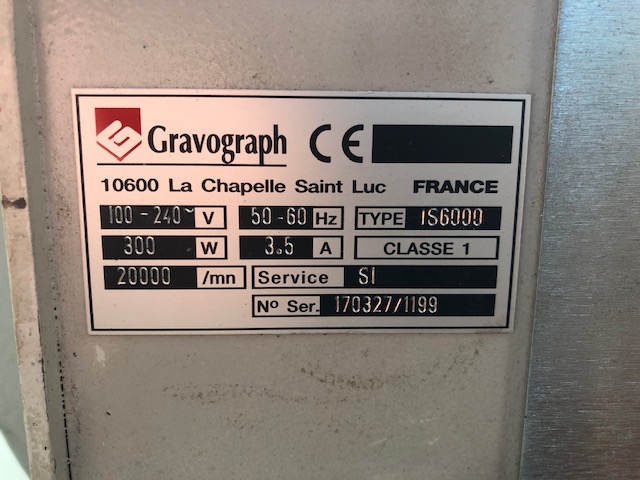 Gravograph CE
10600 La Chapelle Saint Luc FRANCE
100-240~ V 50-60 Hz TYPE IS6000
300 W 3.5 A CLASSE 1
20000 /mn Service S1
Nº Ser. 170327/1199